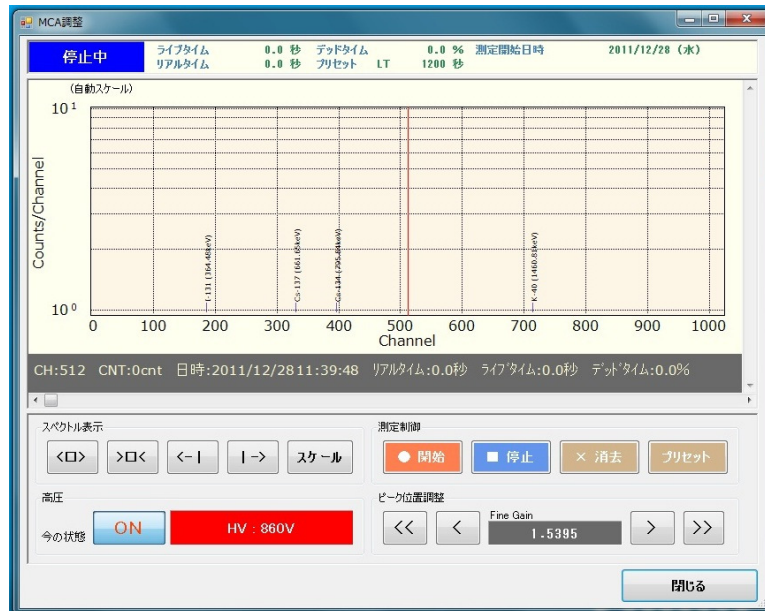 MCA調整
停止中
ライブタイム 0.0 秒 デッドタイム 0.0 % 測定開始日時 2011/12/28 (水)
リアルタイム 0.0 秒 プリセット LT 1200 秒
(自動スケール)
10¹
Counts/Channel
I-131 (364.48keV)
Cs-137 (661.65keV)
Cs-134 (795.84keV)
K-40 (1460.81keV)
10⁰
0 100 200 300 400 500 600 700 800 900 1000
Channel
CH:512 CNT:0cnt 日時:2011/12/2811:39:48 リアルタイム:0.0秒 ライブタイム:0.0秒 デッドタイム:0.0%
スペクトル表示
<□> >□< <-| |-> スケール
測定制御
● 開始 ■ 停止 × 消去 プリセット
高圧
今の状態 ON HV : 860V
ピーク位置調整
<< < Fine Gain 1.5395 > >>
閉じる